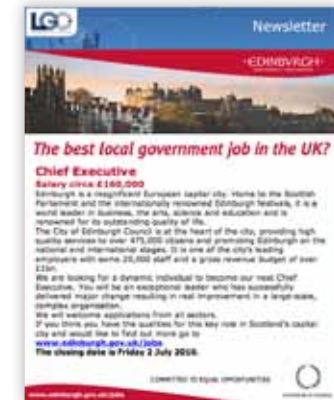 LGC
Newsletter
•EDINBVRGH•
The best local government job in the UK?
Chief Executive
Salary circa £160,000
Edinburgh is a magnificent European capital city. Home to the Scottish
Parliament and the internationally renowned Edinburgh festivals, it is a
world leader in business, the arts, science and education and is
renowned for its outstanding quality of life.
The City of Edinburgh Council is at the heart of the city, providing high
quality services to over 475,000 citizens and promoting Edinburgh on the
national and international stages. It is one of the city's leading
employers with some 20,000 staff and a gross revenue budget of over
£1bn.
We are looking for a dynamic individual to become our next Chief
Executive. You will be an exceptional leader who has successfully
delivered major change resulting in real improvement in a large-scale,
complex organisation.
We will welcome applications from all sectors.
If you think you have the qualities for this key role in Scotland's capital
city and would like to find out more go to
www.edinburgh.gov.uk/jobs
The closing date is Friday 2 July 2010.
COMMITTED TO EQUAL OPPORTUNITIES
www.edinburgh.gov.uk/jobs